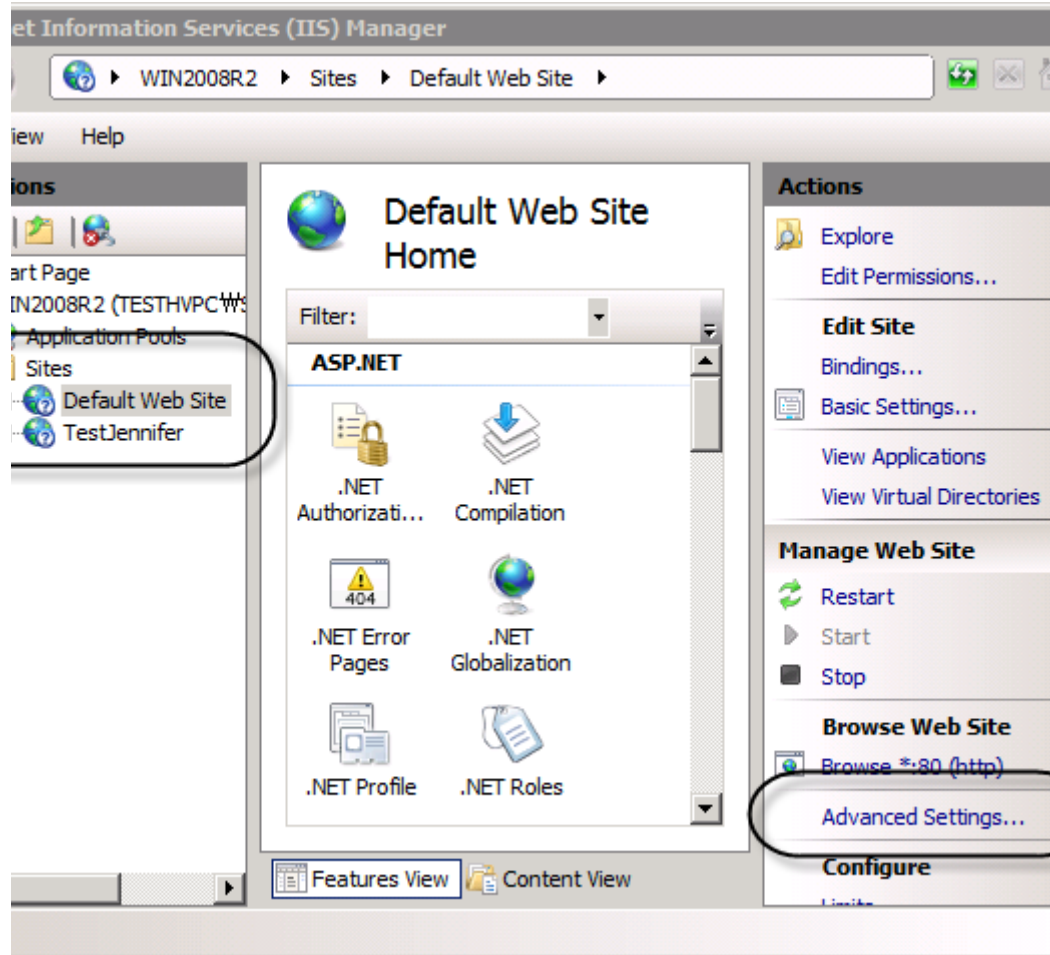 et Information Services (IIS) Manager
WIN2008R2 Sites Default Web Site
iew Help
ions
art Page
IN2008R2 (TESTHVPC₩S
Application Pools
Sites
Default Web Site
TestJennifer
Default Web Site
Home
Filter:
ASP.NET
.NET
Authorizati...
.NET
Compilation
404
.NET Error
Pages
.NET
Globalization
.NET Profile
.NET Roles
Features View
Content View
Actions
Explore
Edit Permissions...
Edit Site
Bindings...
Basic Settings...
View Applications
View Virtual Directories
Manage Web Site
Restart
Start
Stop
Browse Web Site
Browse *:80 (http)
Advanced Settings...
Configure
Limits